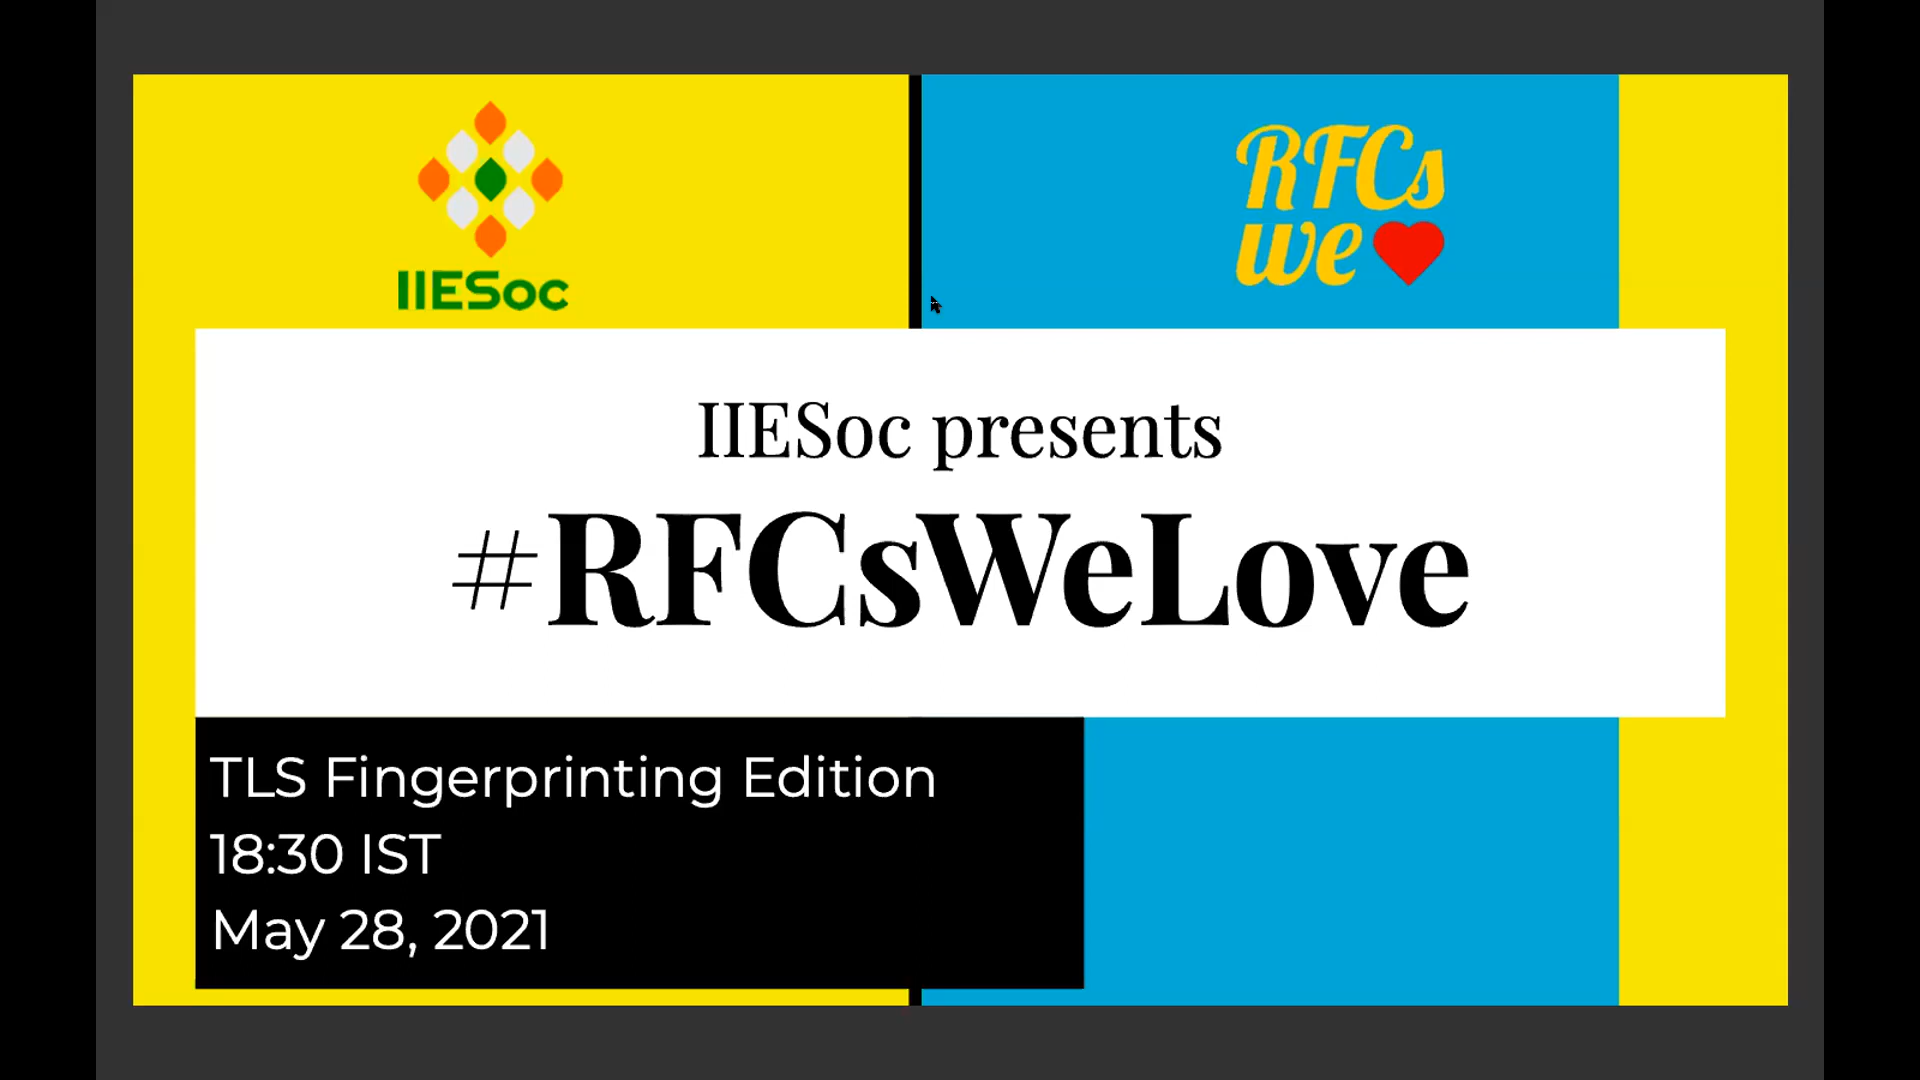 IIESoc
RFCs
we
IIESoc presents
#RFCsWeLove
TLS Fingerprinting Edition
18:30 IST
May 28, 2021